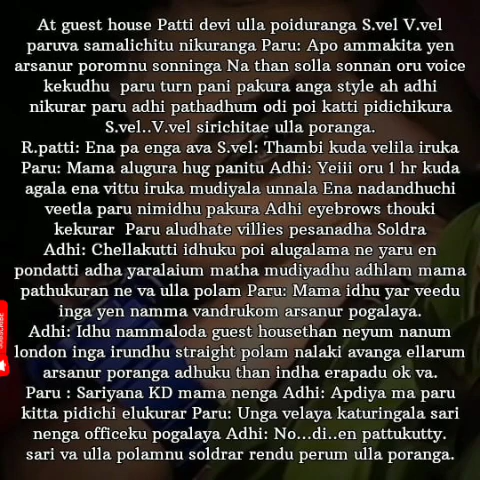 At guest house Patti devi ulla poiduranga S.vel V.vel
paruva samalichitu nikuranga Paru: Apo ammakita yen
arsanur poromnu sonninga Na than solla sonnan oru voice
kekudhu paru turn pani pakura anga style ah adhi
nikurar paru adhi pathadhum odi poi katti pidichikura
S.vel..V.vel sirichitae ulla poranga.
R.patti: Ena pa enga ava S.vel: Thambi kuda velila iruka
Paru: Mama alugura hug panitu Adhi: Yeiii oru 1 hr kuda
agala ena vittu iruka mudiyala unnala Ena nadandhuchi
veetla paru nimidhu pakura Adhi eyebrows thouki
kekurar Paru aludhate villies pesanadha Soldra
Adhi: Chellakutti idhuku poi alugalama ne yaru en
pondatti adha yaralaium matha mudiyadhu adhlam mama
pathukuran ne va ulla polam Paru: Mama idhu yar veedu
inga yen namma vandrukom arsanur pogalaya.
Adhi: Idhu nammaloda guest housethan neyum nanum
london inga irundhu straight polam nalaki avanga ellarum
arsanur poranga adhuku than indha erapadu ok va.
Paru : Sariyana KD mama nenga Adhi: Apdiya ma paru
kitta pidichi elukurar Paru: Unga velaya katuringala sari
nenga officeku pogalaya Adhi: No...di..en pattukutty.
sari va ulla polamnu soldrar rendu perum ulla poranga.
SUBSCRIBE